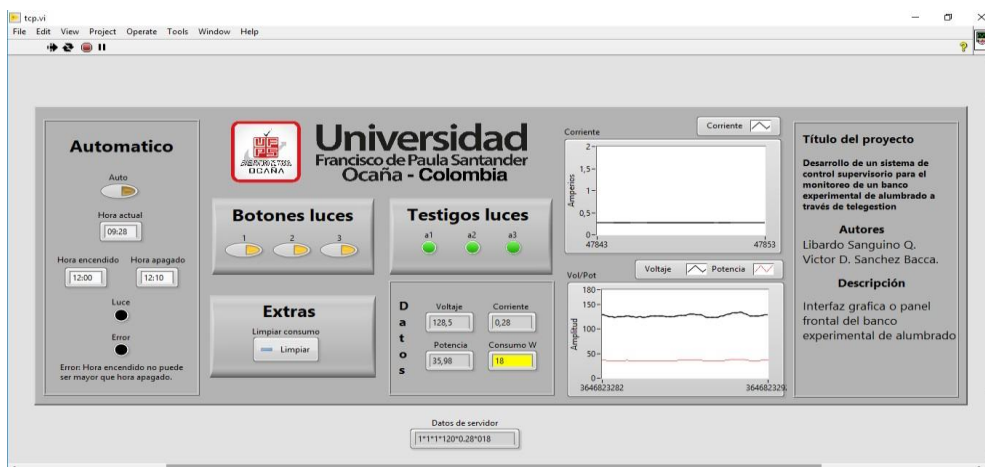 tcp.vi
File Edit View Project Operate Tools Window Help
Automatico
Auto
Hora actual
09:28
Hora encendido Hora apagado
12:00 12:10
Luce
Error
Error: Hora encendido no puede
ser mayor que hora apagado.
OCAÑA
Universidad
Francisco de Paula Santander
Ocaña - Colombia
Botones luces
1 2 3
Testigos luces
a1 a2 a3
Extras
Limpiar consumo
Limpiar
Datos
Voltaje Corriente
128,5 0,28
Potencia Consumo W
35,98 18
Corriente
Corriente
Amperios
2
1,5
1
0,5
0
47843 47853
Vol/Pot
Voltaje Potencia
Amplitud
180
150
100
50
0
3646823282 364682329
Título del proyecto
Desarrollo de un sistema de
control supervisorio para el
monitoreo de un banco
experimental de alumbrado a
través de telegestion
Autores
Libardo Sanguino Q.
Victor D. Sanchez Bacca.
Descripción
Interfaz grafica o panel
frontal del banco
experimental de alumbrado
Datos de servidor
1*1*1*120*0.28*018